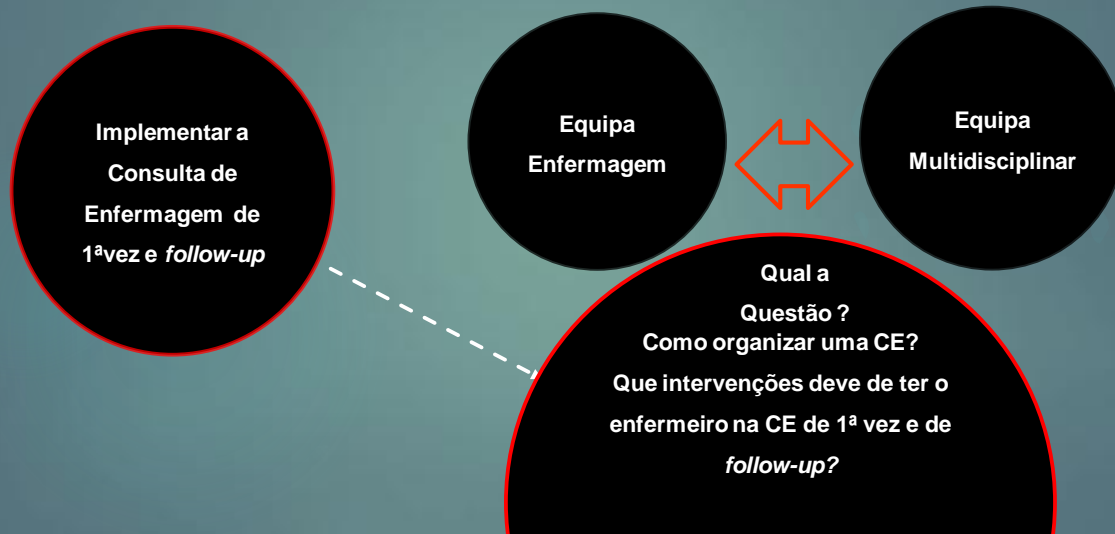 Implementar a
Consulta de
Enfermagem de
1ªvez e follow-up
Equipa
Enfermagem
Equipa
Multidisciplinar
Qual a
Questão ?
Como organizar uma CE?
Que intervenções deve de ter o
enfermeiro na CE de 1ª vez e de
follow-up?